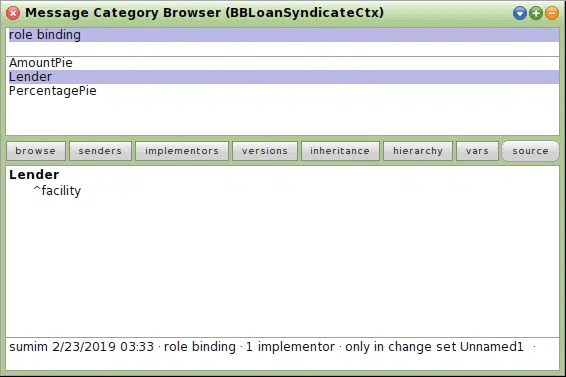 Message Category Browser (BBLoanSyndicateCtx)
role binding
AmountPie
Lender
PercentagePie
browse senders implementors versions inheritance hierarchy vars source
Lender
^facility
sumim 2/23/2019 03:33 · role binding · 1 implementor · only in change set Unnamed1 ·